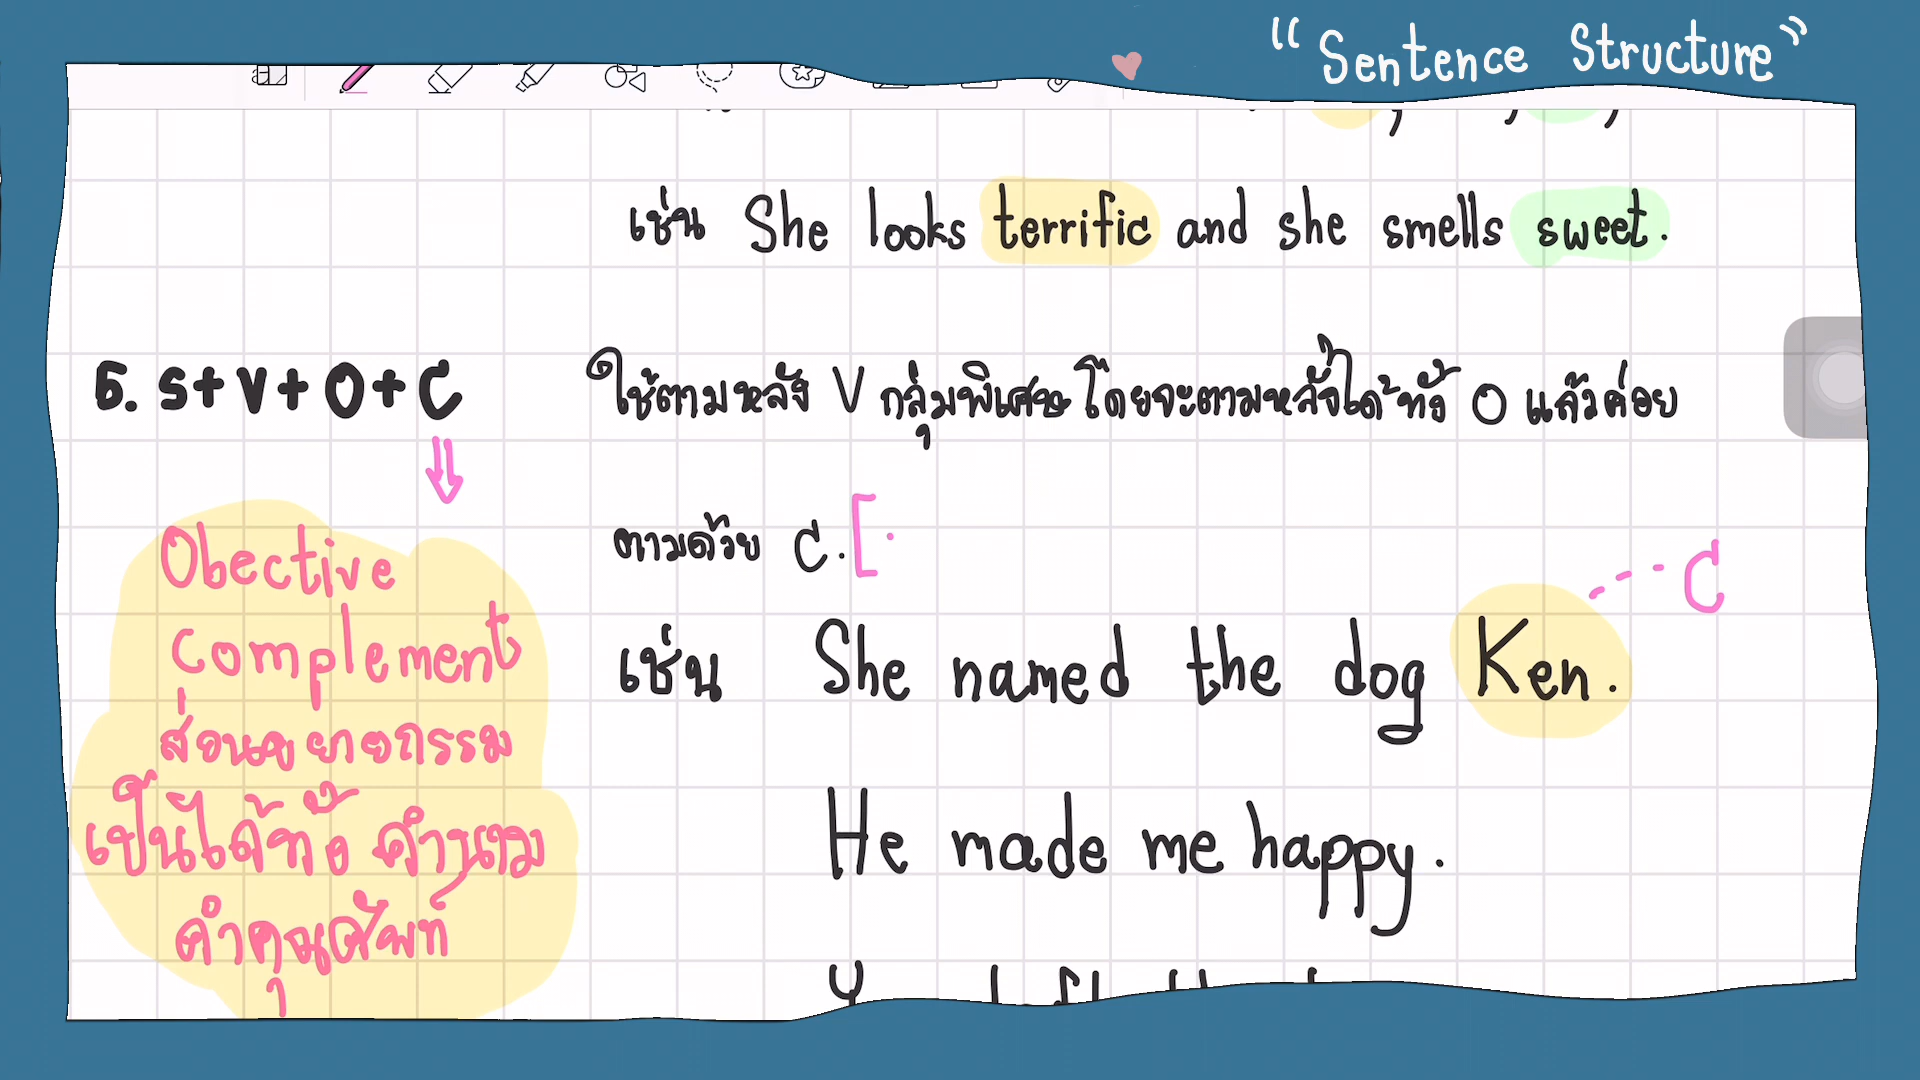 "Sentence Structure"
เช่น She looks terrific and she smells sweet.
5. S+V+O+C ใช้ตามหลัง V กลุ่มพิเศษ โดยจะตามหลังได้ทั้ง O แล้วค่อย
ตามด้วย C. [.
C
เช่น She named the dog Ken.
He made me happy.
Obective
complement
ส่วนขยายกรรม
เป็นได้ทั้ง คำนาม
คำคุณศัพท์